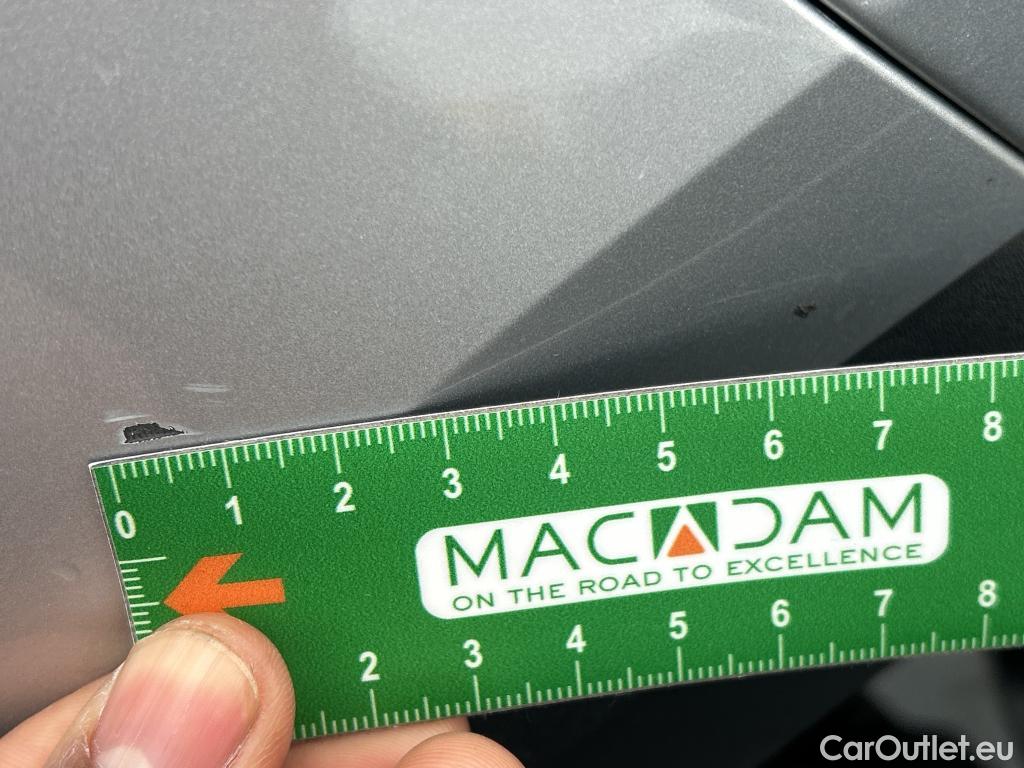 0 1 2 3 4 5 6 7 8
MACADAM
ON THE ROAD TO EXCELLENCE
2 3 4 5 6 7 8
CarOutlet.eu